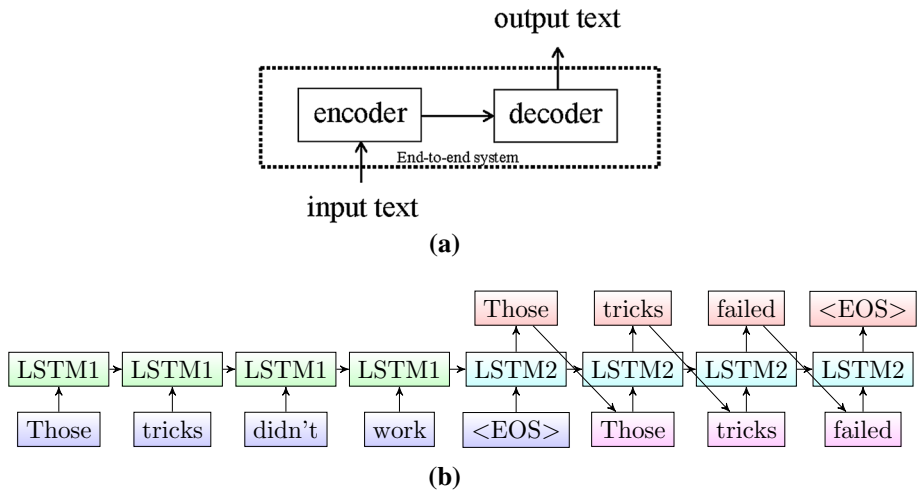 output text
encoder decoder
End-to-end system
input text
(a)
Those tricks failed <EOS>
LSTM1 LSTM1 LSTM1 LSTM1 LSTM2 LSTM2 LSTM2 LSTM2
Those tricks didn't work <EOS> Those tricks failed
(b)